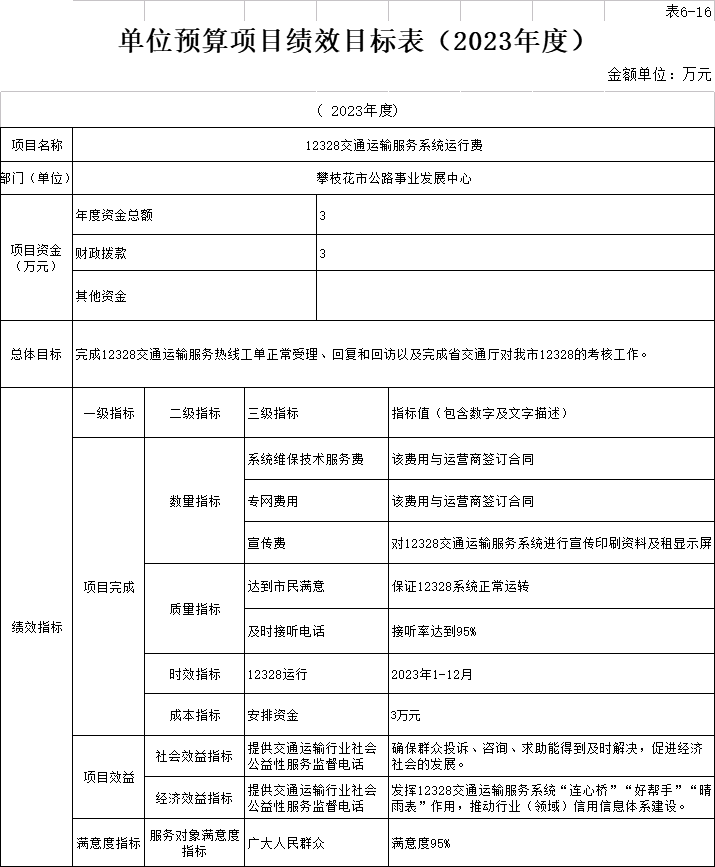 表6-16
单位预算项目绩效目标表（2023年度）
金额单位：万元
( 2023年度)
项目名称
12328交通运输服务系统运行费
部门（单位）
攀枝花市公路事业发展中心
项目资金
（万元）
年度资金总额
3
财政拨款
3
其他资金
总体目标
完成12328交通运输服务热线工单正常受理、回复和回访以及完成省交通厅对我市12328的考核工作。
绩效指标
一级指标
二级指标
三级指标
指标值（包含数字及文字描述）
项目完成
数量指标
系统维保技术服务费
该费用与运营商签订合同
专网费用
该费用与运营商签订合同
宣传费
对12328交通运输服务系统进行宣传印刷资料及租显示屏
质量指标
达到市民满意
保证12328系统正常运转
及时接听电话
接听率达到95%
时效指标
12328运行
2023年1-12月
成本指标
安排资金
3万元
项目效益
社会效益指标
提供交通运输行业社会
公益性服务监督电话
确保群众投诉、咨询、求助能得到及时解决，促进经济
社会的发展。
经济效益指标
提供交通运输行业社会
公益性服务监督电话
发挥12328交通运输服务系统“连心桥”“好帮手”“晴
雨表”作用，推动行业（领域）信用信息体系建设。
满意度指标
服务对象满意度
指标
广大人民群众
满意度95%